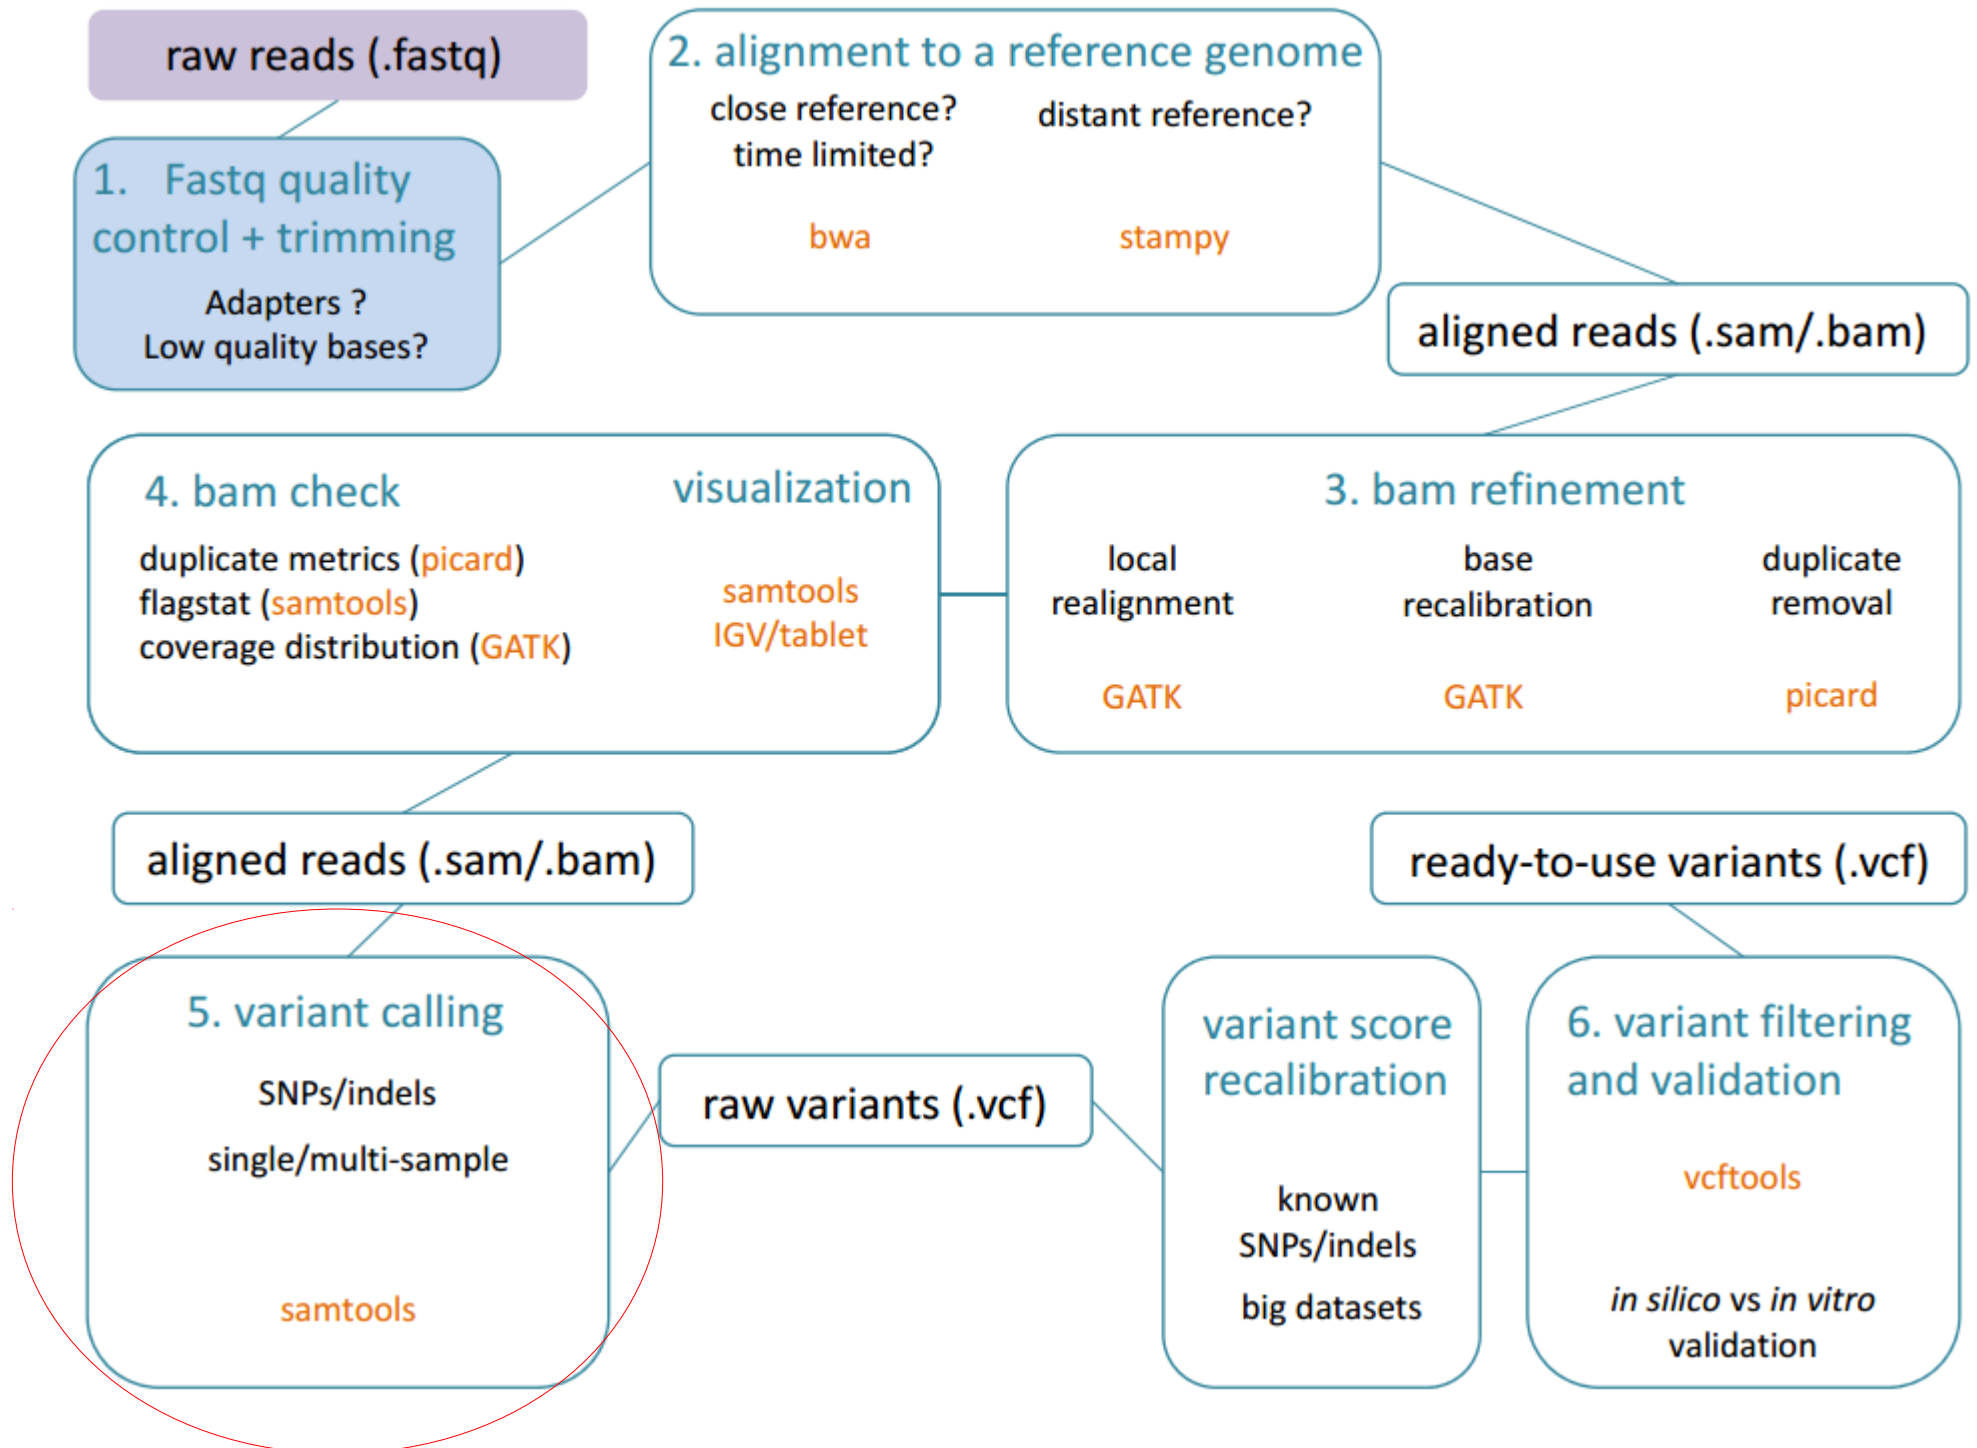 raw reads (.fastq)
1. Fastq quality
control + trimming
Adapters ?
Low quality bases?
2. alignment to a reference genome
close reference?
time limited?
bwa
distant reference?
stampy
aligned reads (.sam/.bam)
3. bam refinement
local
realignment
GATK
base
recalibration
GATK
duplicate
removal
picard
4. bam check
duplicate metrics (picard)
flagstat (samtools)
coverage distribution (GATK)
visualization
samtools
IGV/tablet
aligned reads (.sam/.bam)
5. variant calling
SNPs/indels
single/multi-sample
samtools
raw variants (.vcf)
variant score
recalibration
known
SNPs/indels
big datasets
6. variant filtering
and validation
vcftools
in silico vs in vitro
validation
ready-to-use variants (.vcf)